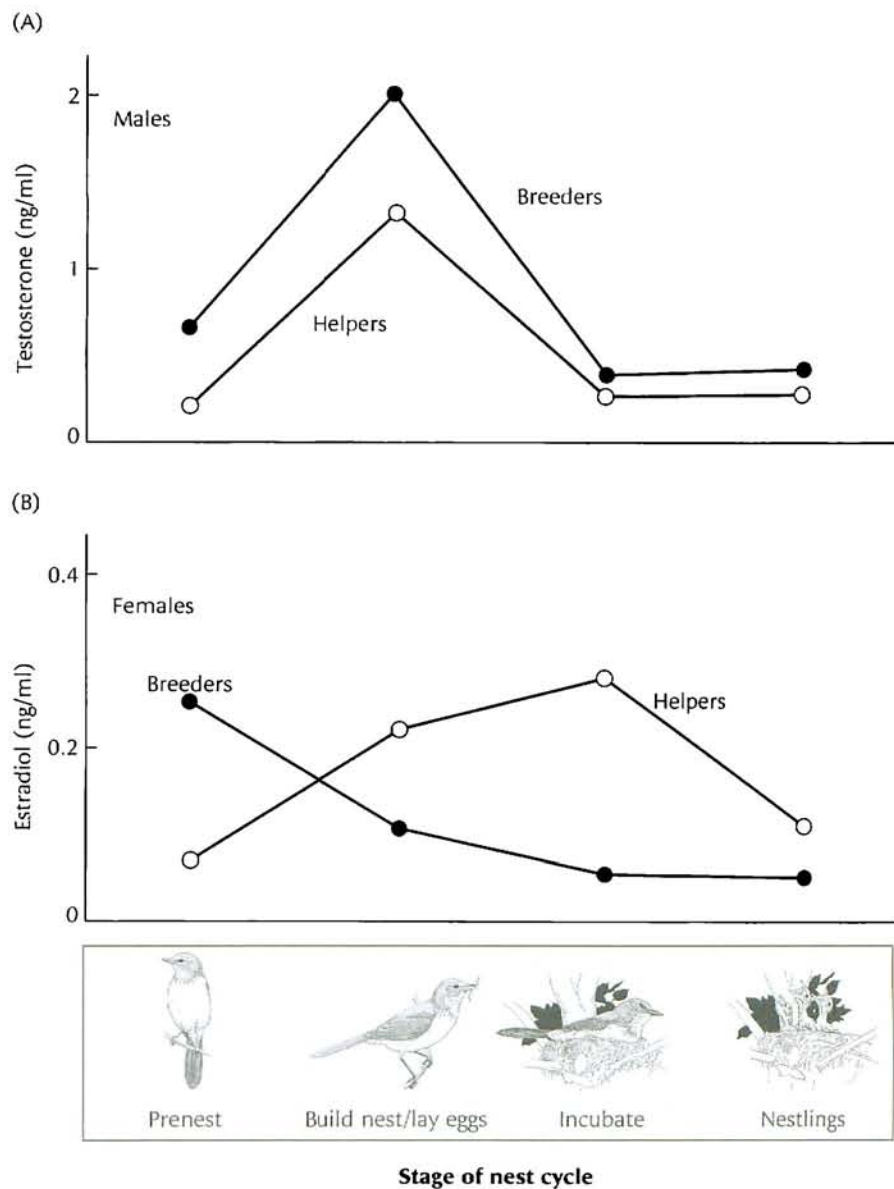 (A)
2
Males
Breeders
1
Helpers
0
Testosterone (ng/ml)
(B)
0.4
Females
Breeders
Helpers
0.2
0
Estradiol (ng/ml)
Prenest Build nest/lay eggs Incubate Nestlings
Stage of nest cycle